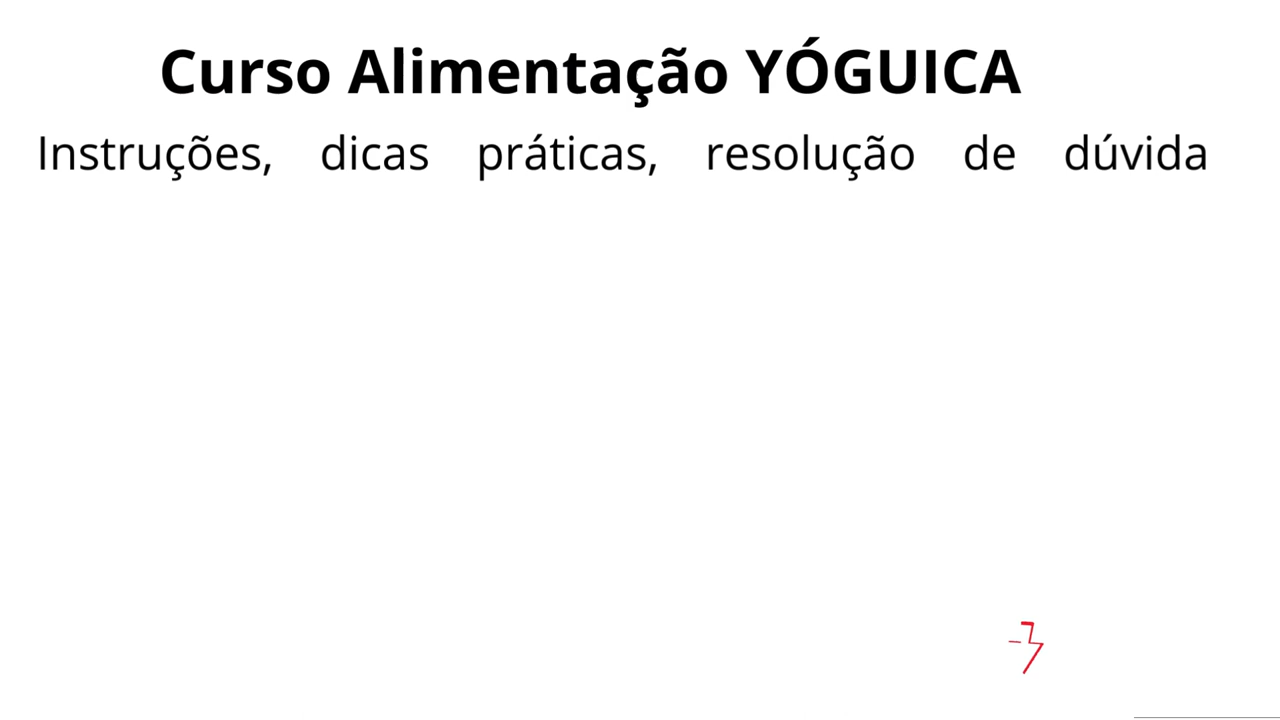 Curso Alimentação YÓGUICA
Instruções, dicas práticas, resolução de dúvida